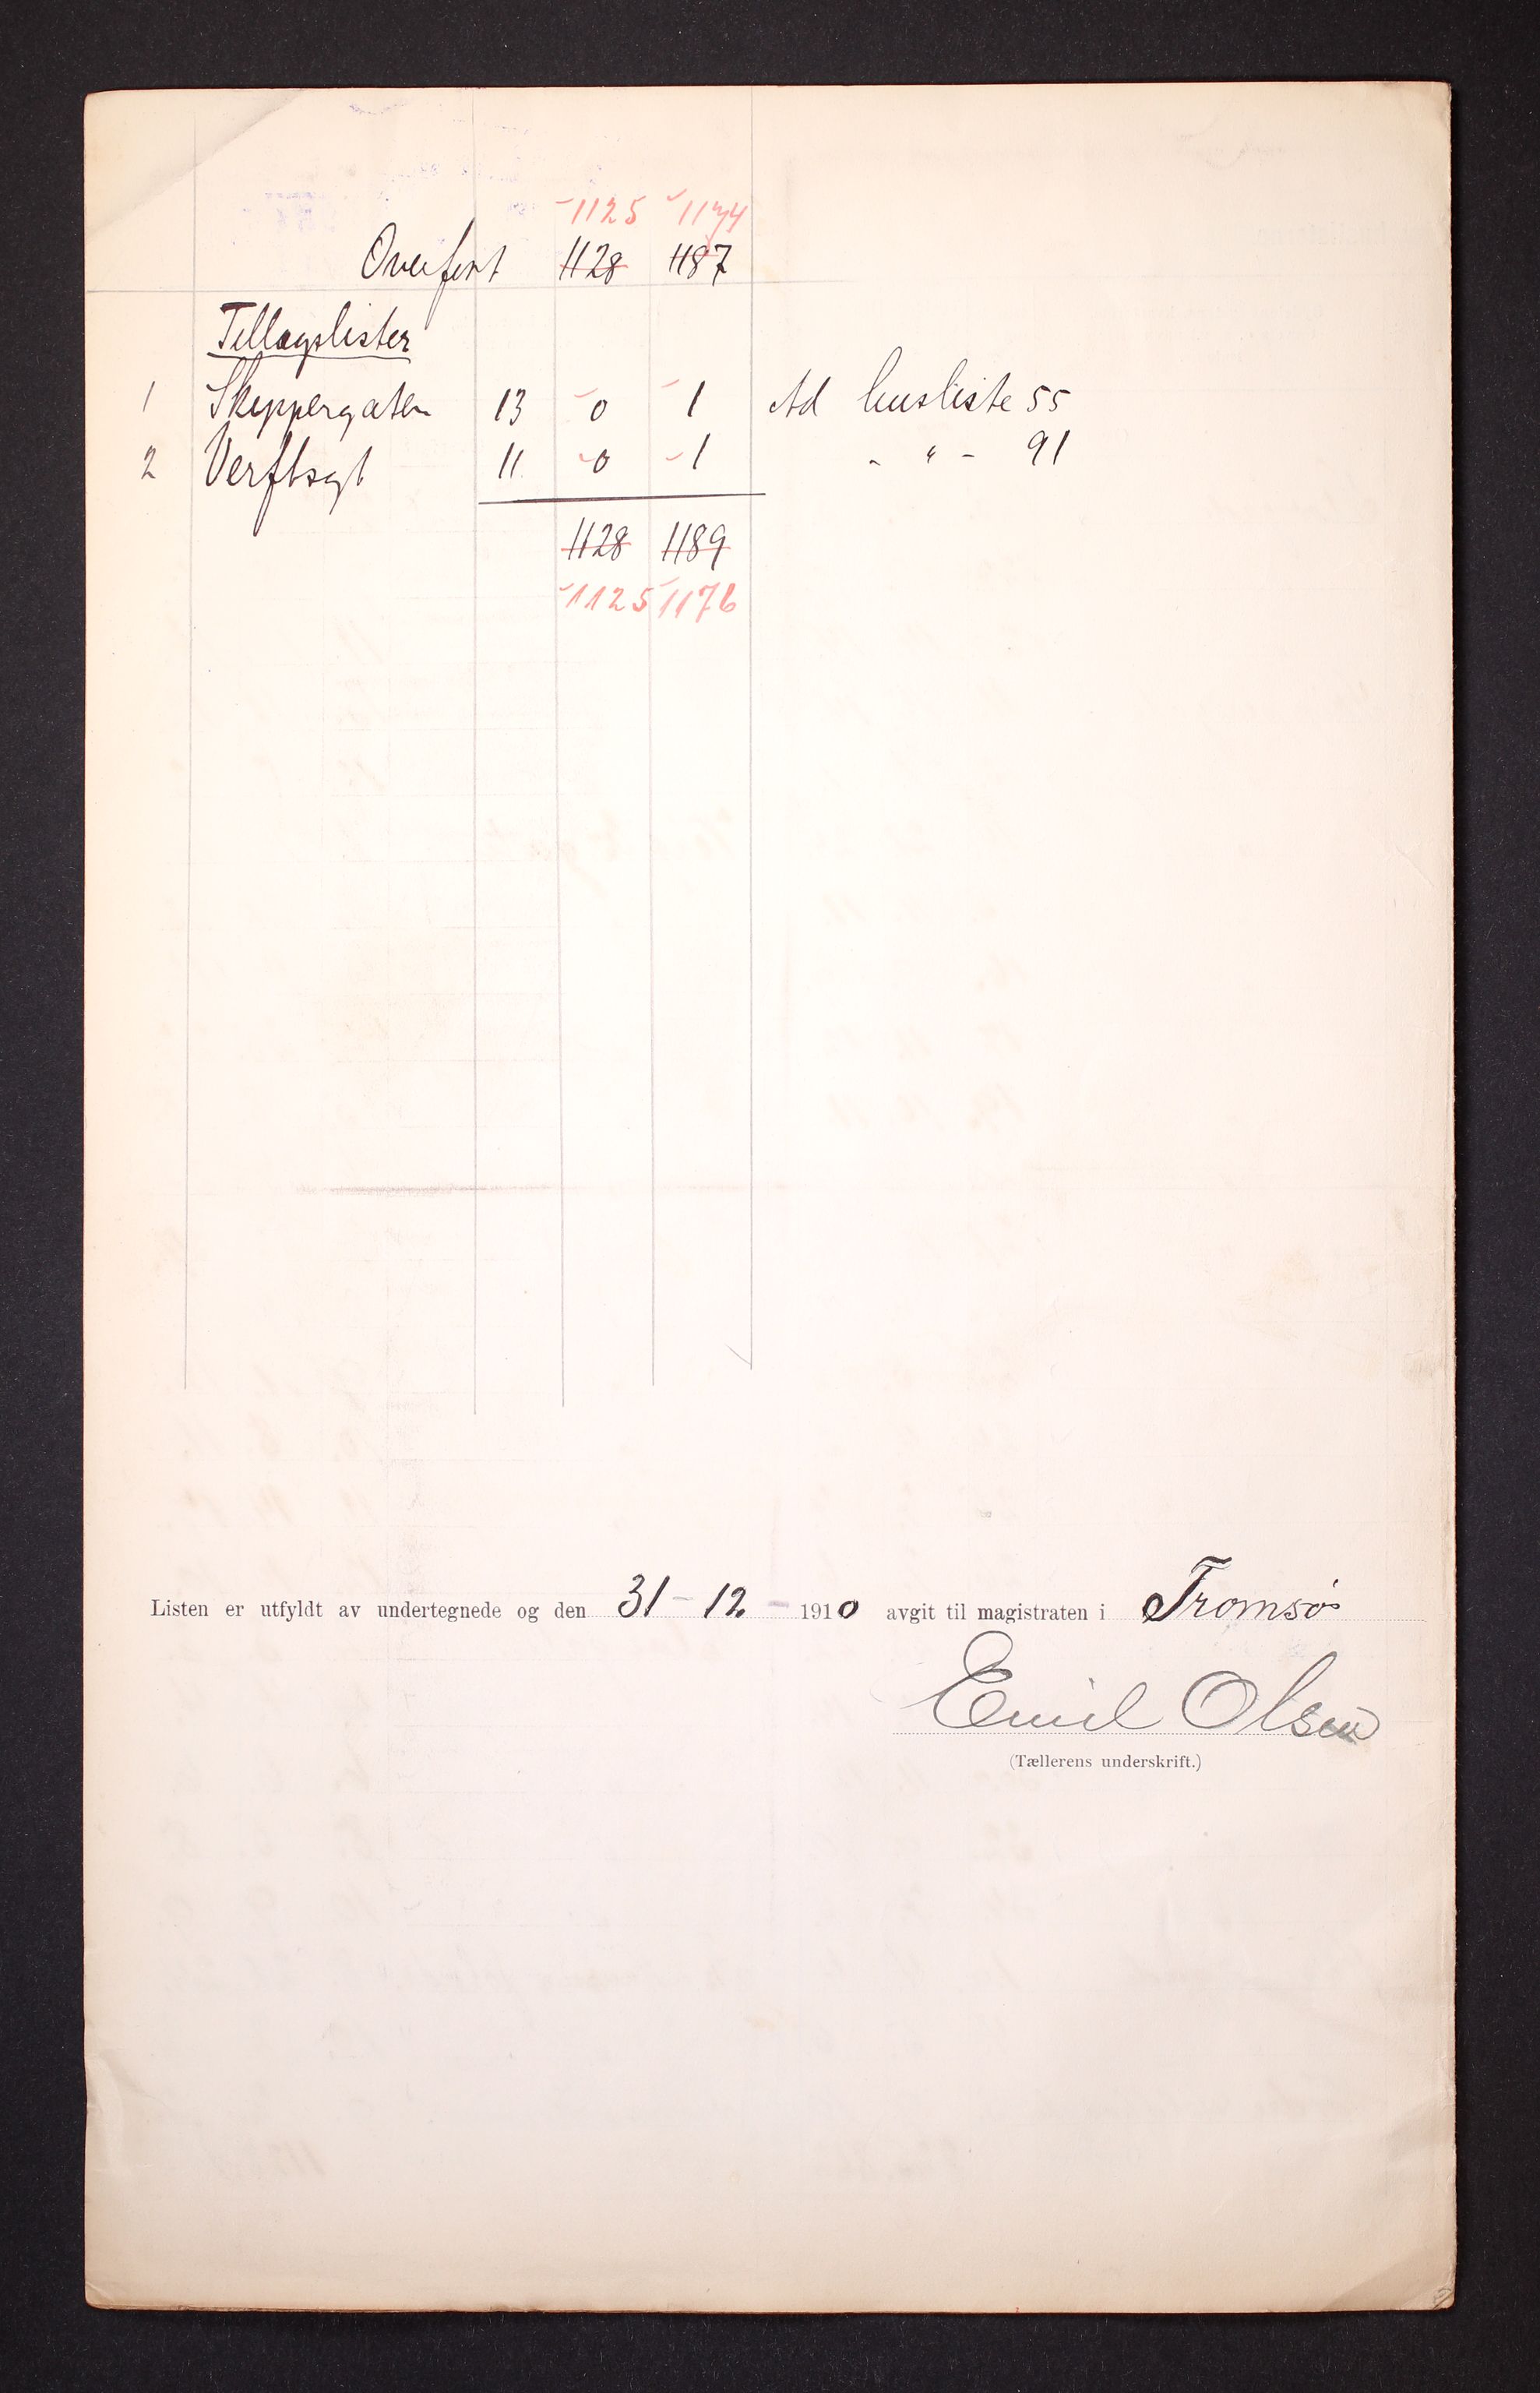 1125 1174
Overført 1128 1187
Tillægslister
1 Skippergaten 13 0 1 Ad husliste 55
2 Verftsgt 11 0 1 - " - 91
1128 1189
1125 1176
Listen er utfyldt av undertegnede og den 31 - 12 - 1910 avgit til magistraten i Tromsø
Emil Olsen
(Tællerens underskrift.)